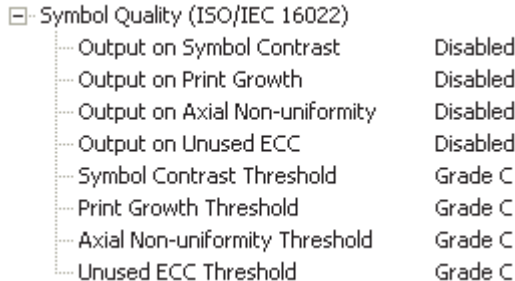 Symbol Quality (ISO/IEC 16022)
Output on Symbol Contrast Disabled
Output on Print Growth Disabled
Output on Axial Non-uniformity Disabled
Output on Unused ECC Disabled
Symbol Contrast Threshold Grade C
Print Growth Threshold Grade C
Axial Non-uniformity Threshold Grade C
Unused ECC Threshold Grade C